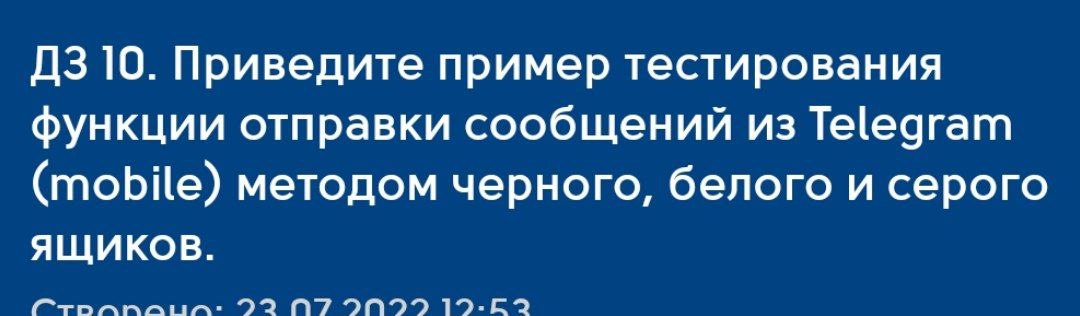 ДЗ 10. Приведите пример тестирования
функции отправки сообщений из Telegram
(mobile) методом черного, белого и серого
ящиков.
Створено: 23.07.2022 12:53